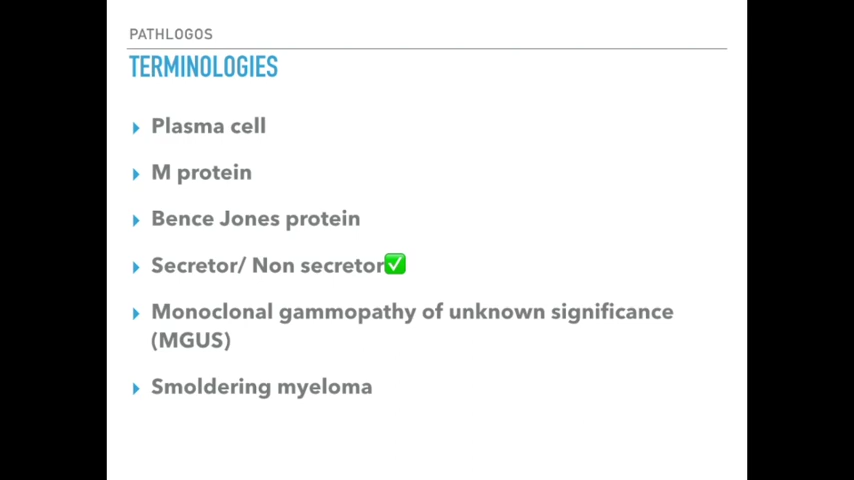 PATHLOGOS
TERMINOLOGIES
Plasma cell
M protein
Bence Jones protein
Secretor/ Non secretor✅
Monoclonal gammopathy of unknown significance
(MGUS)
Smoldering myeloma